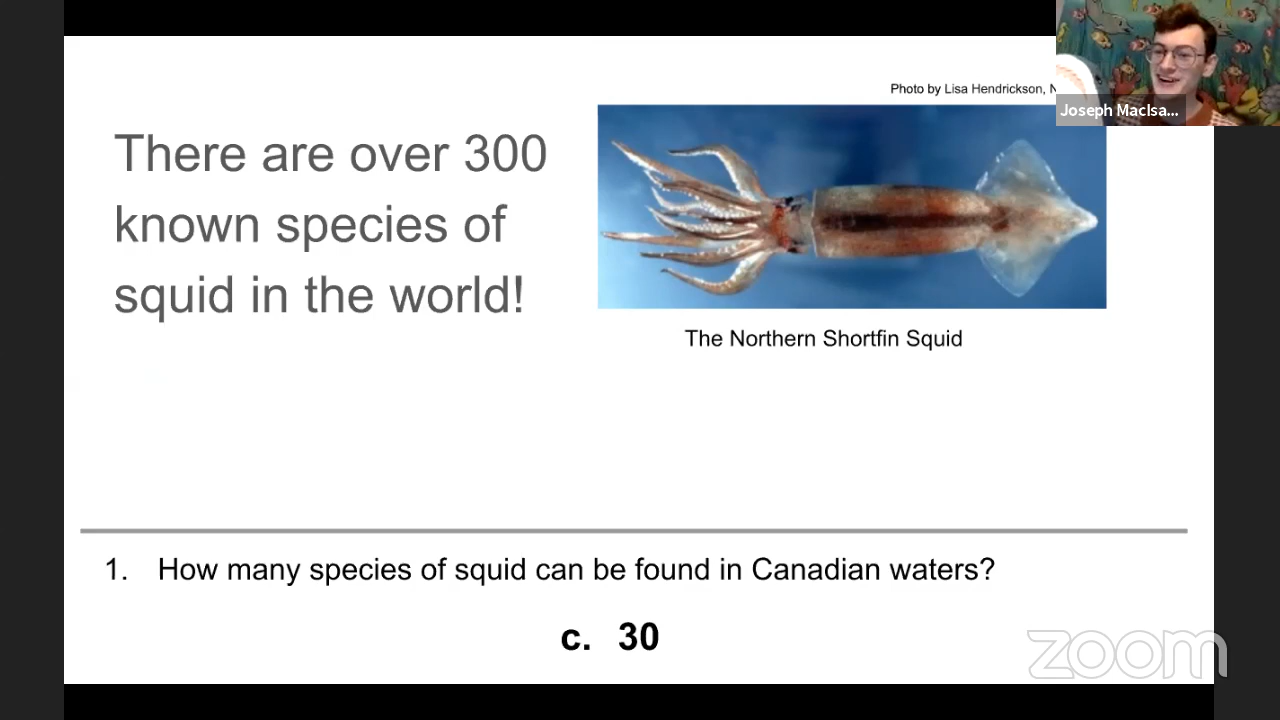 Photo by Lisa Hendrickson,
Joseph MacIsa...
There are over 300
known species of
squid in the world!
The Northern Shortfin Squid
1. How many species of squid can be found in Canadian waters?
c. 30
zoom